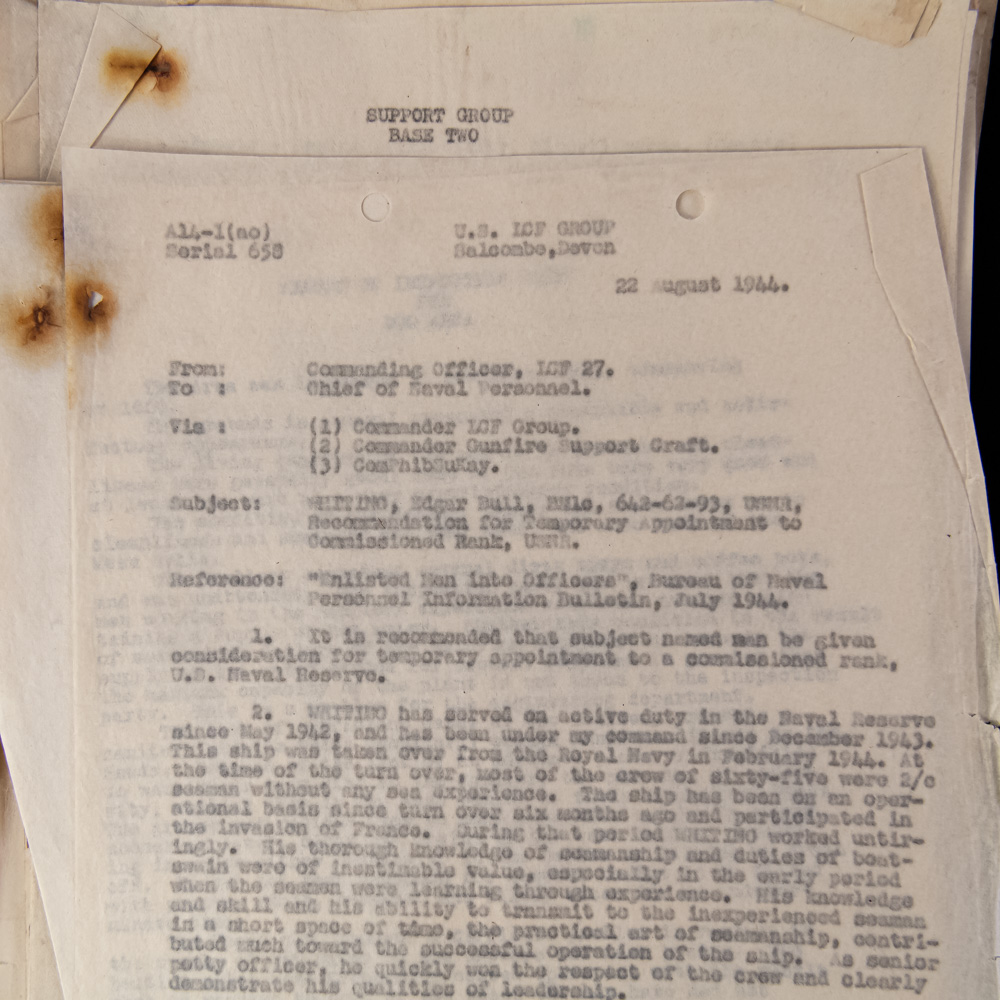 SUPPORT GROUP
BASE TWO
A14-1(ao)
Serial 658
U.S. LCF GROUP
Salcombe,Devon
22 August 1944.
From: Commanding Officer, LCF 27.
To : Chief of Naval Personnel.
Via : (1) Commander LCF Group.
(2) Commander Gunfire Support Craft.
(3) ComPhibSuKay.
Subject: WHITING, Edgar Bull, BM1c, 642-62-93, USNR,
Recommendation for Temporary Appointment to
Commissioned Rank, USNR.
Reference: "Enlisted Men into Officers", Bureau of Naval
Personnel Information Bulletin, July 1944.
1. It is recommended that subject named man be given
consideration for temporary appointment to a commissioned rank,
U.S. Naval Reserve.
2. WHITING has served on active duty in the Naval Reserve
since May 1942, and has been under my command since December 1943.
This ship was taken over from the Royal Navy in February 1944. At
the time of the turn over, most of the crew of sixty-five were 2/c
seaman without any sea experience. The ship has been on an oper-
ational basis since turn over six months ago and participated in
the invasion of France. During that period WHITING worked untir-
ingly. His thorough knowledge of seamanship and duties of boat-
swain were of inestimable value, especially in the early period
when the seamen were learning through experience. His knowledge
and skill and his ability to transmit to the inexperienced seaman
in a short space of time, the practical art of seamanship, contri-
buted much toward the successful operation of the ship. As senior
petty officer, he quickly won the respect of the crew and clearly
demonstrate his qualities of leadership.